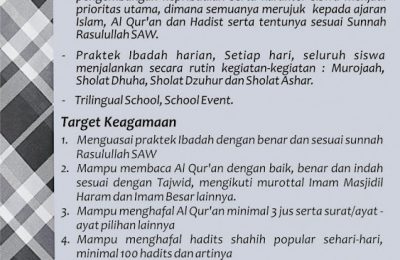 prioritas utama, dimana semuanya merujuk kepada ajaran
Islam, Al Qur'an dan Hadist serta tentunya sesuai Sunnah
Rasulullah SAW.
- Praktek Ibadah harian, Setiap hari, seluruh siswa
menjalankan secara rutin kegiatan-kegiatan : Murojaah,
Sholat Dhuha, Sholat Dzuhur dan Sholat Ashar.
- Trilingual School, School Event.
Target Keagamaan
1. Menguasai praktek Ibadah dengan benar dan sesuai sunnah
Rasulullah SAW
2. Mampu membaca Al Qur'an dengan baik, benar dan indah
sesuai dengan Tajwid, mengikuti murottal Imam Masjidil
Haram dan Imam Besar lainnya.
3. Mampu menghafal Al Qur'an minimal 3 jus serta surat/ayat -
ayat pilihan lainnya
4. Mampu menghafal hadits shahih popular sehari-hari,
minimal 100 hadits dan artinya